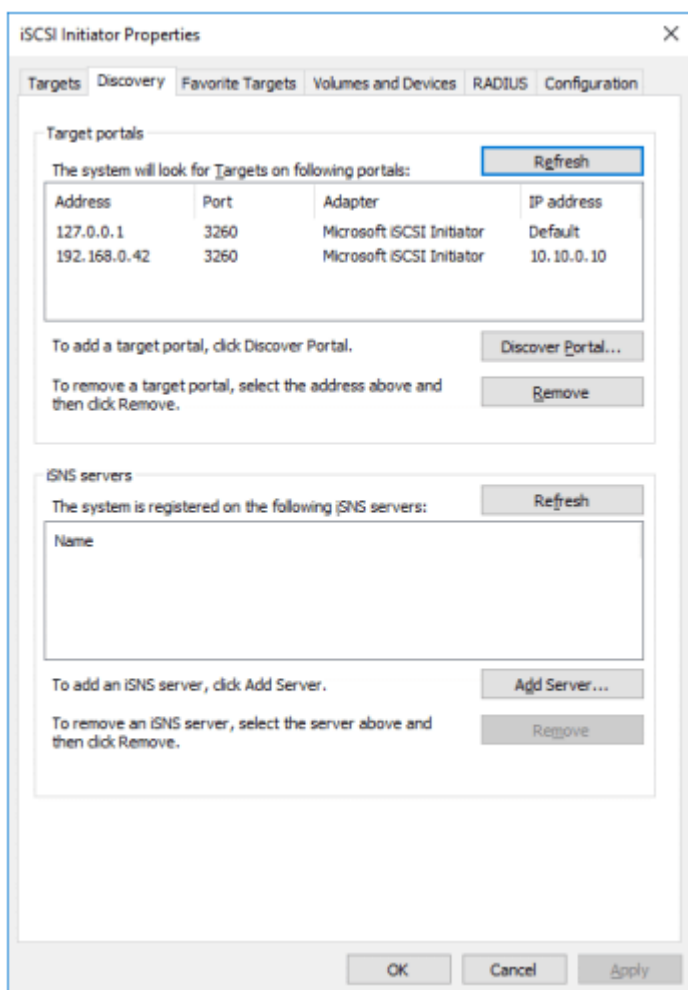 iSCSI Initiator Properties
Targets Discovery Favorite Targets Volumes and Devices RADIUS Configuration
Target portals
The system will look for Targets on following portals: Refresh
Address Port Adapter IP address
127.0.0.1 3260 Microsoft iSCSI Initiator Default
192.168.0.42 3260 Microsoft iSCSI Initiator 10.10.0.10
To add a target portal, click Discover Portal. Discover Portal...
To remove a target portal, select the address above and
then click Remove.
Remove
iSNS servers
The system is registered on the following iSNS servers: Refresh
Name
To add an iSNS server, click Add Server. Add Server...
To remove an iSNS server, select the server above and
then click Remove.
Remove
OK Cancel Apply